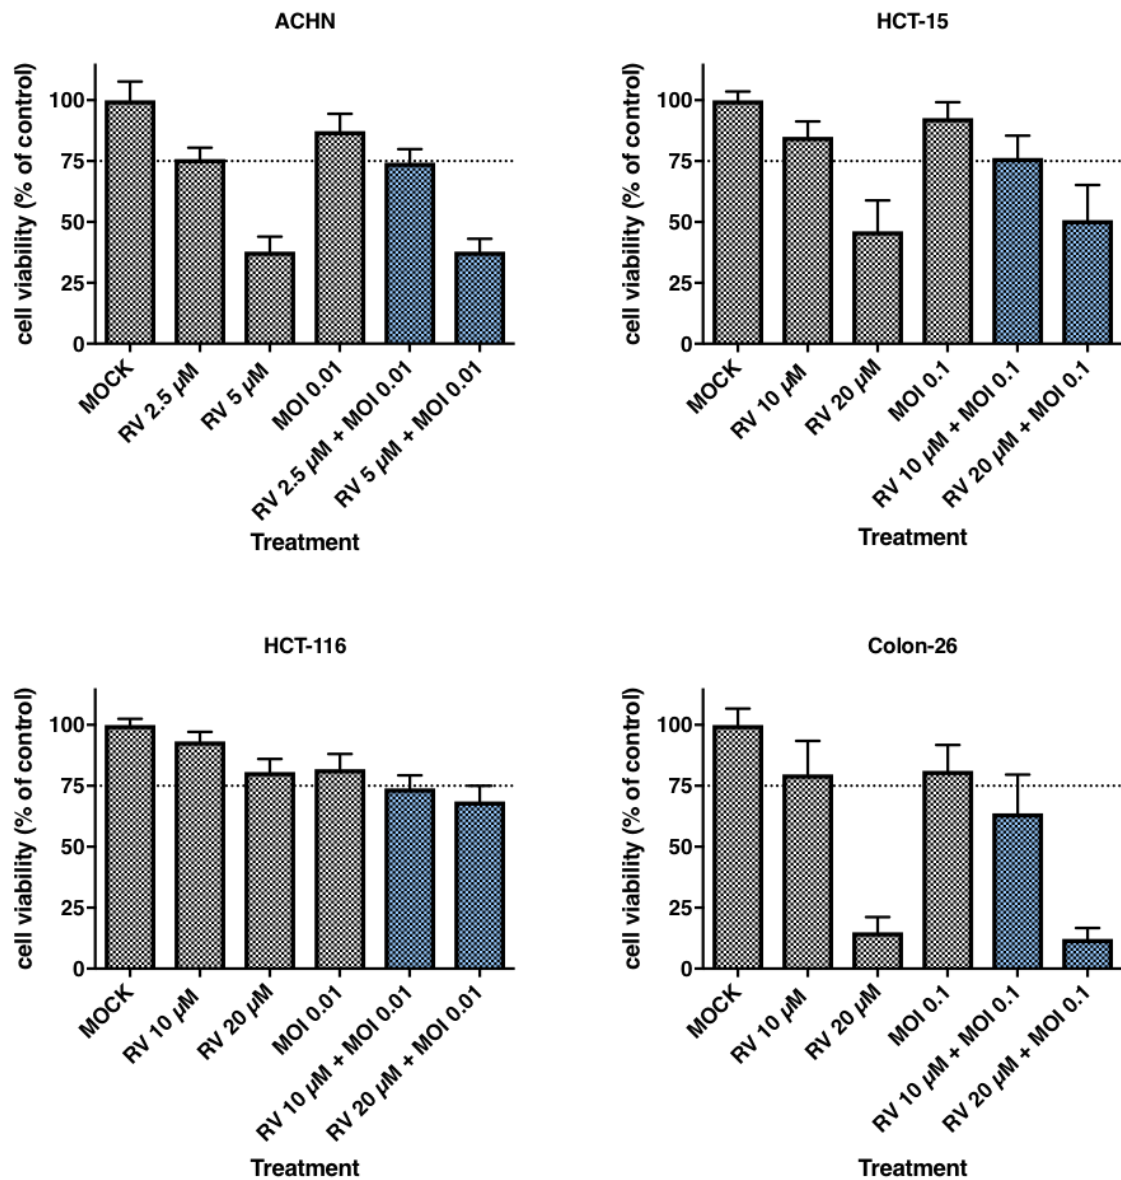 ACHN
cell viability (% of control)
100
75
50
25
0
MOCK
RV 2.5 µM
RV 5 µM
MOI 0.01
RV 2.5 µM + MOI 0.01
RV 5 µM + MOI 0.01
Treatment
HCT-15
cell viability (% of control)
100
75
50
25
0
MOCK
RV 10 µM
RV 20 µM
MOI 0.1
RV 10 µM + MOI 0.1
RV 20 µM + MOI 0.1
Treatment
HCT-116
cell viability (% of control)
100
75
50
25
0
MOCK
RV 10 µM
RV 20 µM
MOI 0.01
RV 10 µM + MOI 0.01
RV 20 µM + MOI 0.01
Treatment
Colon-26
cell viability (% of control)
100
75
50
25
0
MOCK
RV 10 µM
RV 20 µM
MOI 0.1
RV 10 µM + MOI 0.1
RV 20 µM + MOI 0.1
Treatment